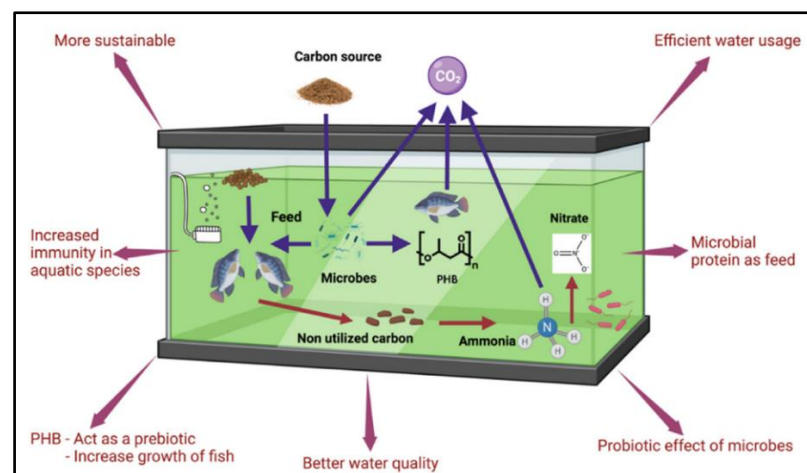 More sustainable
Efficient water usage
Carbon source
CO₂
Feed
Microbes
PHB
n
O
O
Nitrate
O
N⁺
O⁻
O⁻
Increased
immunity in
aquatic species
Microbial
protein as feed
Non utilized carbon
Ammonia
H
H
N
H
H
PHB - Act as a prebiotic
- Increase growth of fish
Better water quality
Probiotic effect of microbes